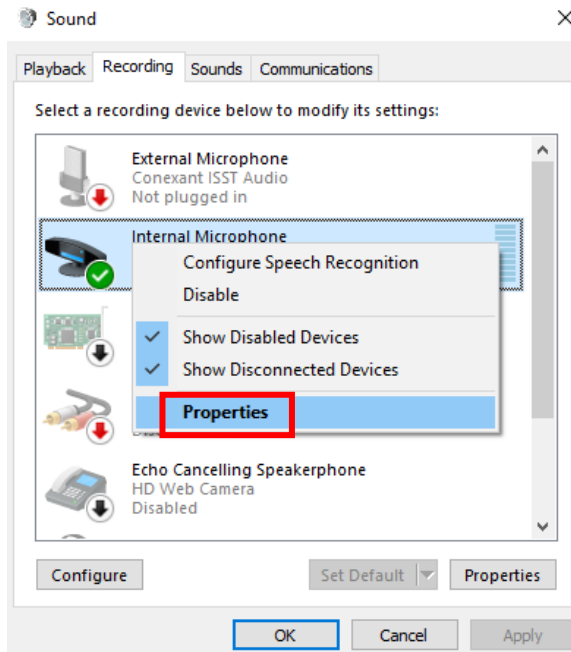 Sound
Playback Recording Sounds Communications
Select a recording device below to modify its settings:
External Microphone
Conexant ISST Audio
Not plugged in
Internal Microphone
Configure Speech Recognition
Disable
Show Disabled Devices
Show Disconnected Devices
Properties
Echo Cancelling Speakerphone
HD Web Camera
Disabled
Configure Set Default Properties
OK Cancel Apply